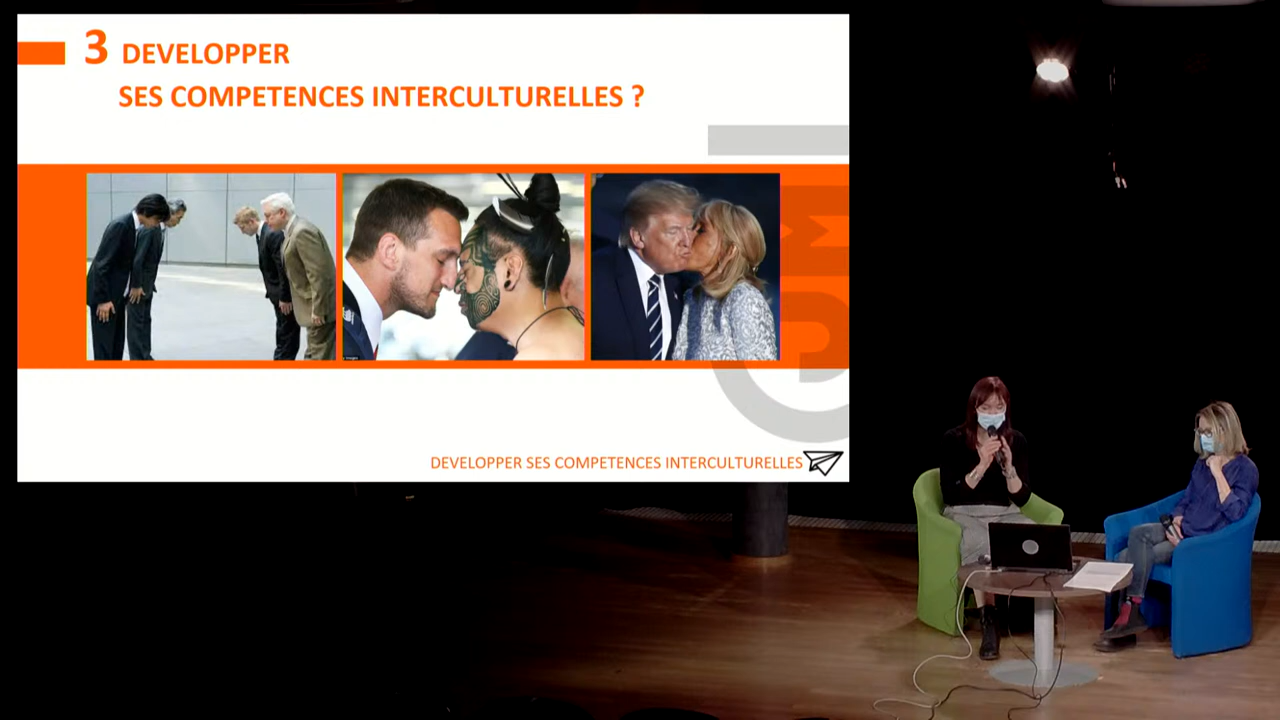 3 DEVELOPPER
SES COMPETENCES INTERCULTURELLES ?
DEVELOPPER SES COMPETENCES INTERCULTURELLES